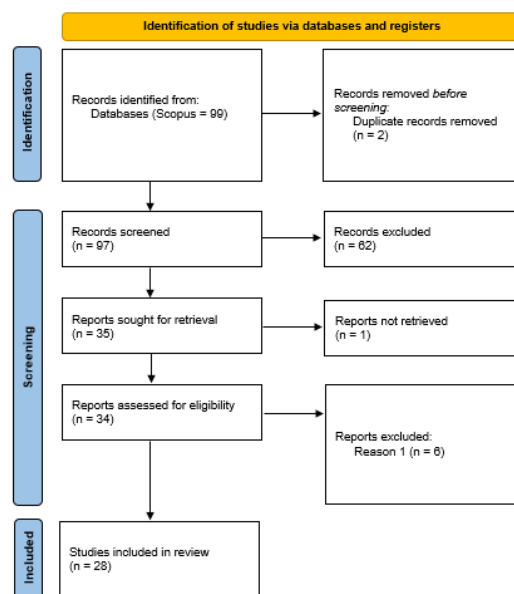 Identification of studies via databases and registers
Identification
Records identified from:
Databases (Scopus = 99)
Records removed before
screening:
Duplicate records removed
(n = 2)
Screening
Records screened
(n = 97)
Records excluded
(n = 62)
Reports sought for retrieval
(n = 35)
Reports not retrieved
(n = 1)
Reports assessed for eligibility
(n = 34)
Reports excluded:
Reason 1 (n = 6)
Included
Studies included in review
(n = 28)